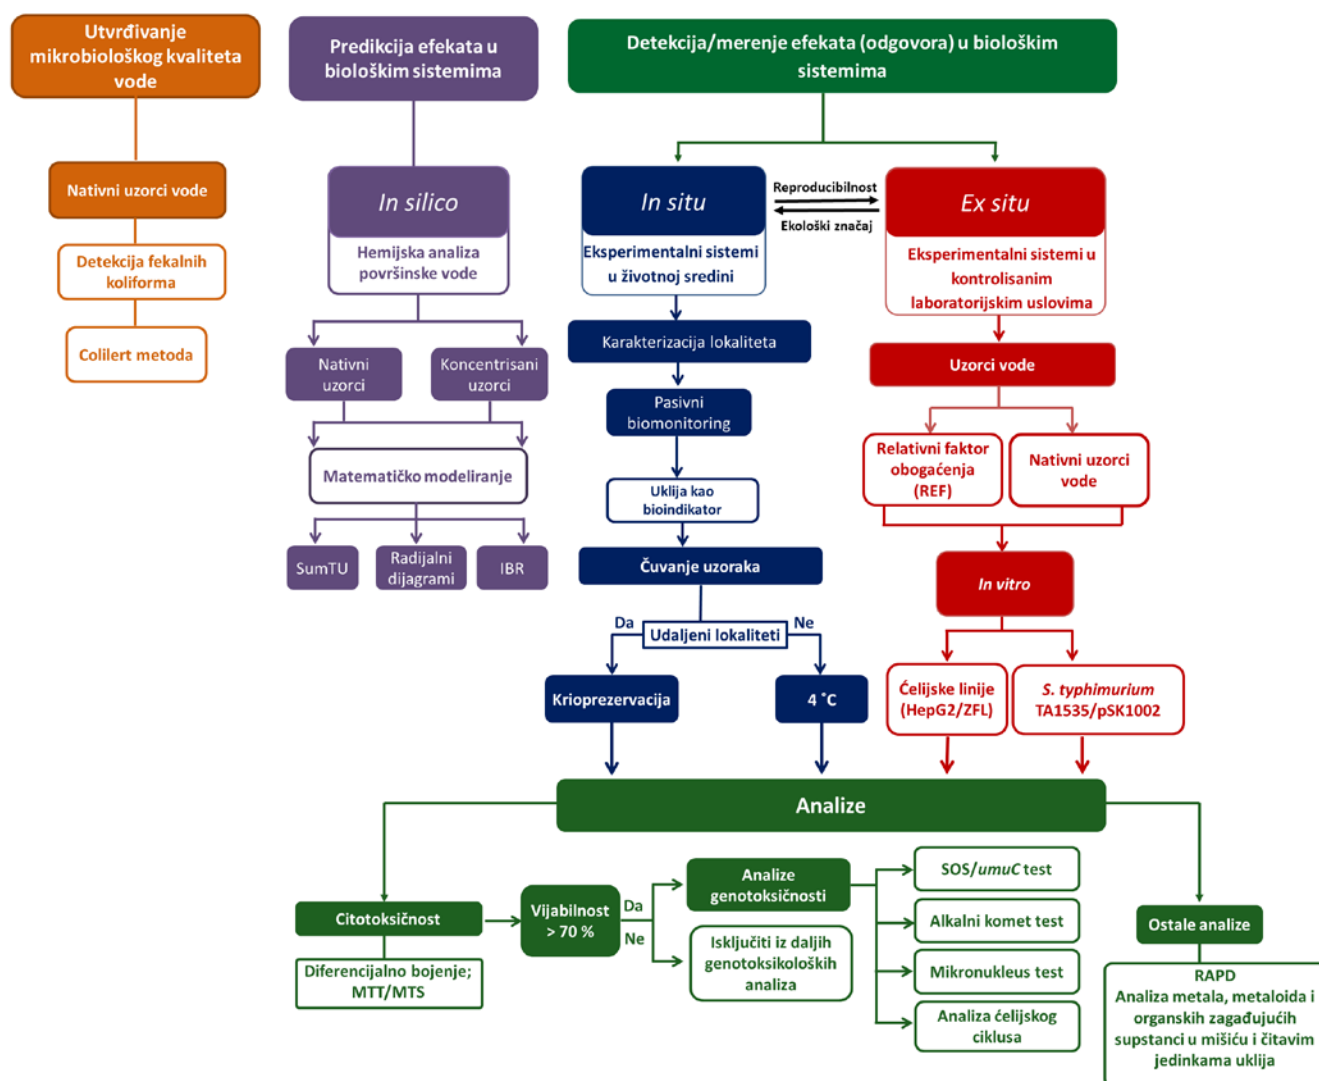 Utvrđivanje
mikrobiološkog kvaliteta
vode
Nativni uzorci vode
Detekcija fekalnih
koliforma
Colilert metoda
Predikcija efekata u
biološkim sistemima
In silico
Hemijska analiza
površinske vode
Nativni
uzorci
Koncentrisani
uzorci
Matematičko modeliranje
SumTU
Radijalni
dijagrami
IBR
Detekcija/merenje efekata (odgovora) u biološkim
sistemima
In situ
Eksperimentalni sistemi
u životnoj sredini
Reproducibilnost
Ekološki značaj
Ex situ
Eksperimentalni sistemi u
kontrolisanim
laboratorijskim uslovima
Karakterizacija lokaliteta
Pasivni
biomonitoring
Uklija kao
bioindikator
Čuvanje uzoraka
Da
Udaljeni lokaliteti
Ne
Krioprezervacija
4 ˚C
Uzorci vode
Relativni faktor
obogaćenja
(REF)
Nativni uzorci
vode
In vitro
Ćelijske linije
(HepG2/ZFL)
S. typhimurium
TA1535/pSK1002
Analize
Citotoksičnost
Diferencijalno bojenje;
MTT/MTS
Vijabilnost
> 70 %
Da
Ne
Analize
genotoksičnosti
Isključiti iz daljih
genotoksikoloških
analiza
SOS/umuC test
Alkalni komet test
Mikronukleus test
Analiza ćelijskog
ciklusa
Ostale analize
RAPD
Analiza metala, metaloida i
organskih zagađujućih
supstanci u mišiću i čitavim
jedinkama uklija